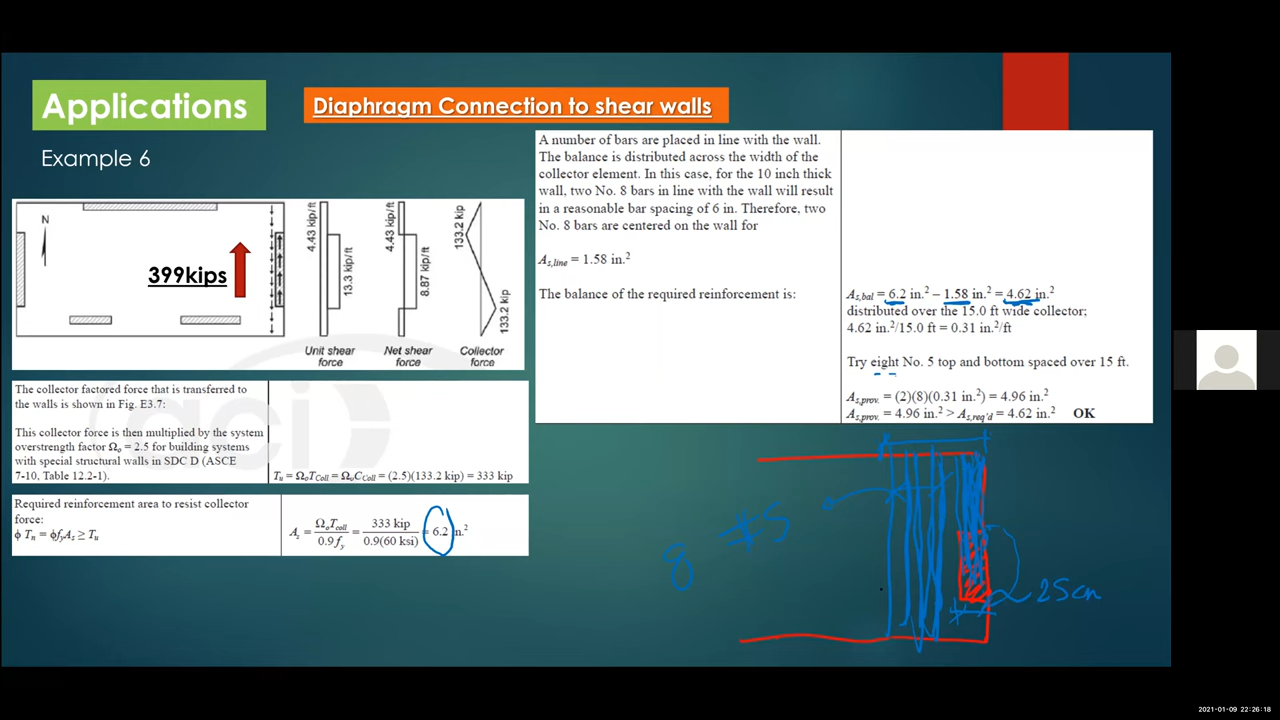 Applications
Diaphragm Connection to shear walls
Example 6
N
399kips
4.43 kip/ft
13.3 kip/ft
4.43 kip/ft
8.87 kip/ft
133.2 kip
133.2 kip
Unit shear
force
Net shear
force
Collector
force
aci
The collector factored force that is transferred to
the walls is shown in Fig. E3.7:
This collector force is then multiplied by the system
overstrength factor Ωo = 2.5 for building systems
with special structural walls in SDC D (ASCE
7-10, Table 12.2-1).
Tu = ΩoTColl = ΩoCColl = (2.5)(133.2 kip) = 333 kip
Required reinforcement area to resist collector
force:
ϕ Tn = ϕfyAs ≥ Tu
As = ΩoTcoll / 0.9 fy = 333 kip / 0.9(60 ksi) = 6.2 in.²
A number of bars are placed in line with the wall.
The balance is distributed across the width of the
collector element. In this case, for the 10 inch thick
wall, two No. 8 bars in line with the wall will result
in a reasonable bar spacing of 6 in. Therefore, two
No. 8 bars are centered on the wall for
As,line = 1.58 in.²
The balance of the required reinforcement is:
As,bal = 6.2 in.² – 1.58 in.² = 4.62 in.²
distributed over the 15.0 ft wide collector;
4.62 in.²/15.0 ft = 0.31 in.²/ft
Try eight No. 5 top and bottom spaced over 15 ft.
As,prov. = (2)(8)(0.31 in.²) = 4.96 in.²
As,prov. = 4.96 in.² > As,req'd = 4.62 in.² OK
8 #5
25cm
2021-01-09 22:26:18